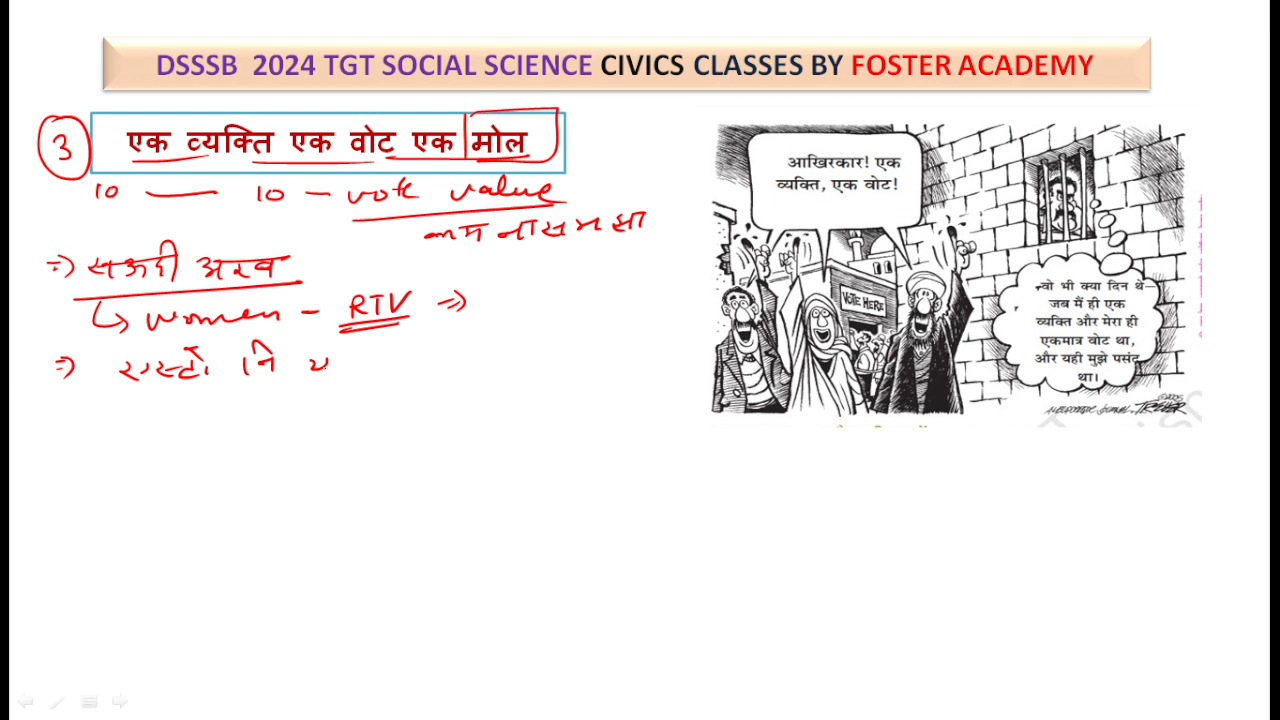 DSSSB 2024 TGT SOCIAL SCIENCE CIVICS CLASSES BY FOSTER ACADEMY
3
एक व्यक्ति एक वोट एक मोल
10 — 10 - vote value
=> सऊदी अरब
↳ women - RTV =>
=>
आखिरकार! एक
व्यक्ति, एक वोट!
VOTE HERE
वो भी क्या दिन थे
जब मैं ही एक
व्यक्ति और मेरा ही
एकमात्र वोट था,
और यही मुझे पसंद
था।